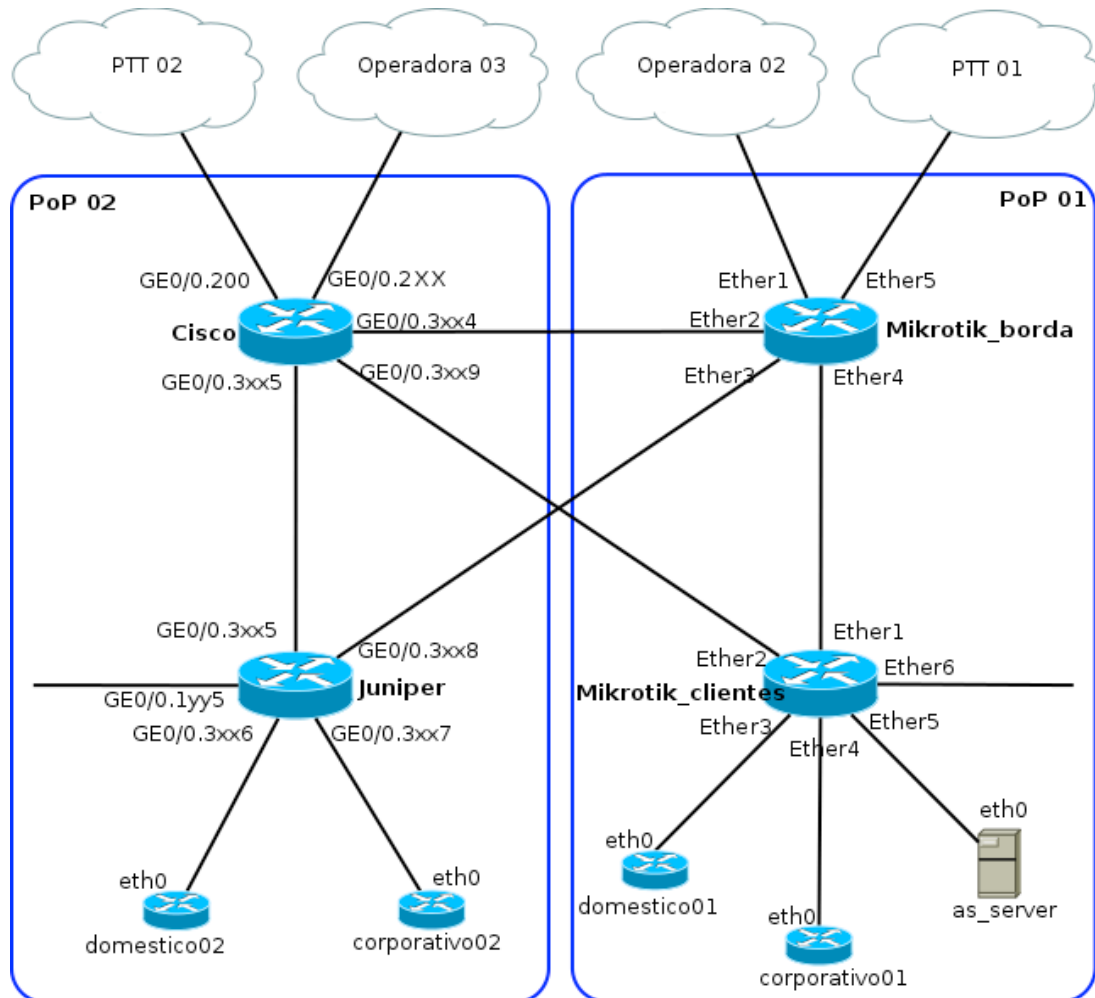 PTT 02
Operadora 03
Operadora 02
PTT 01
PoP 02
PoP 01
GE0/0.200
GE0/0.2XX
Ether1
Ether5
Cisco
GE0/0.3xx4
Ether2
Mikrotik_borda
GE0/0.3xx5
GE0/0.3xx9
Ether3
Ether4
GE0/0.3xx5
GE0/0.3xx8
Ether1
Ether2
Ether6
Juniper
Mikrotik_clientes
GE0/0.1yy5
GE0/0.3xx6
GE0/0.3xx7
Ether3
Ether4
Ether5
eth0
eth0
eth0
eth0
eth0
domestico02
corporativo02
domestico01
corporativo01
as_server